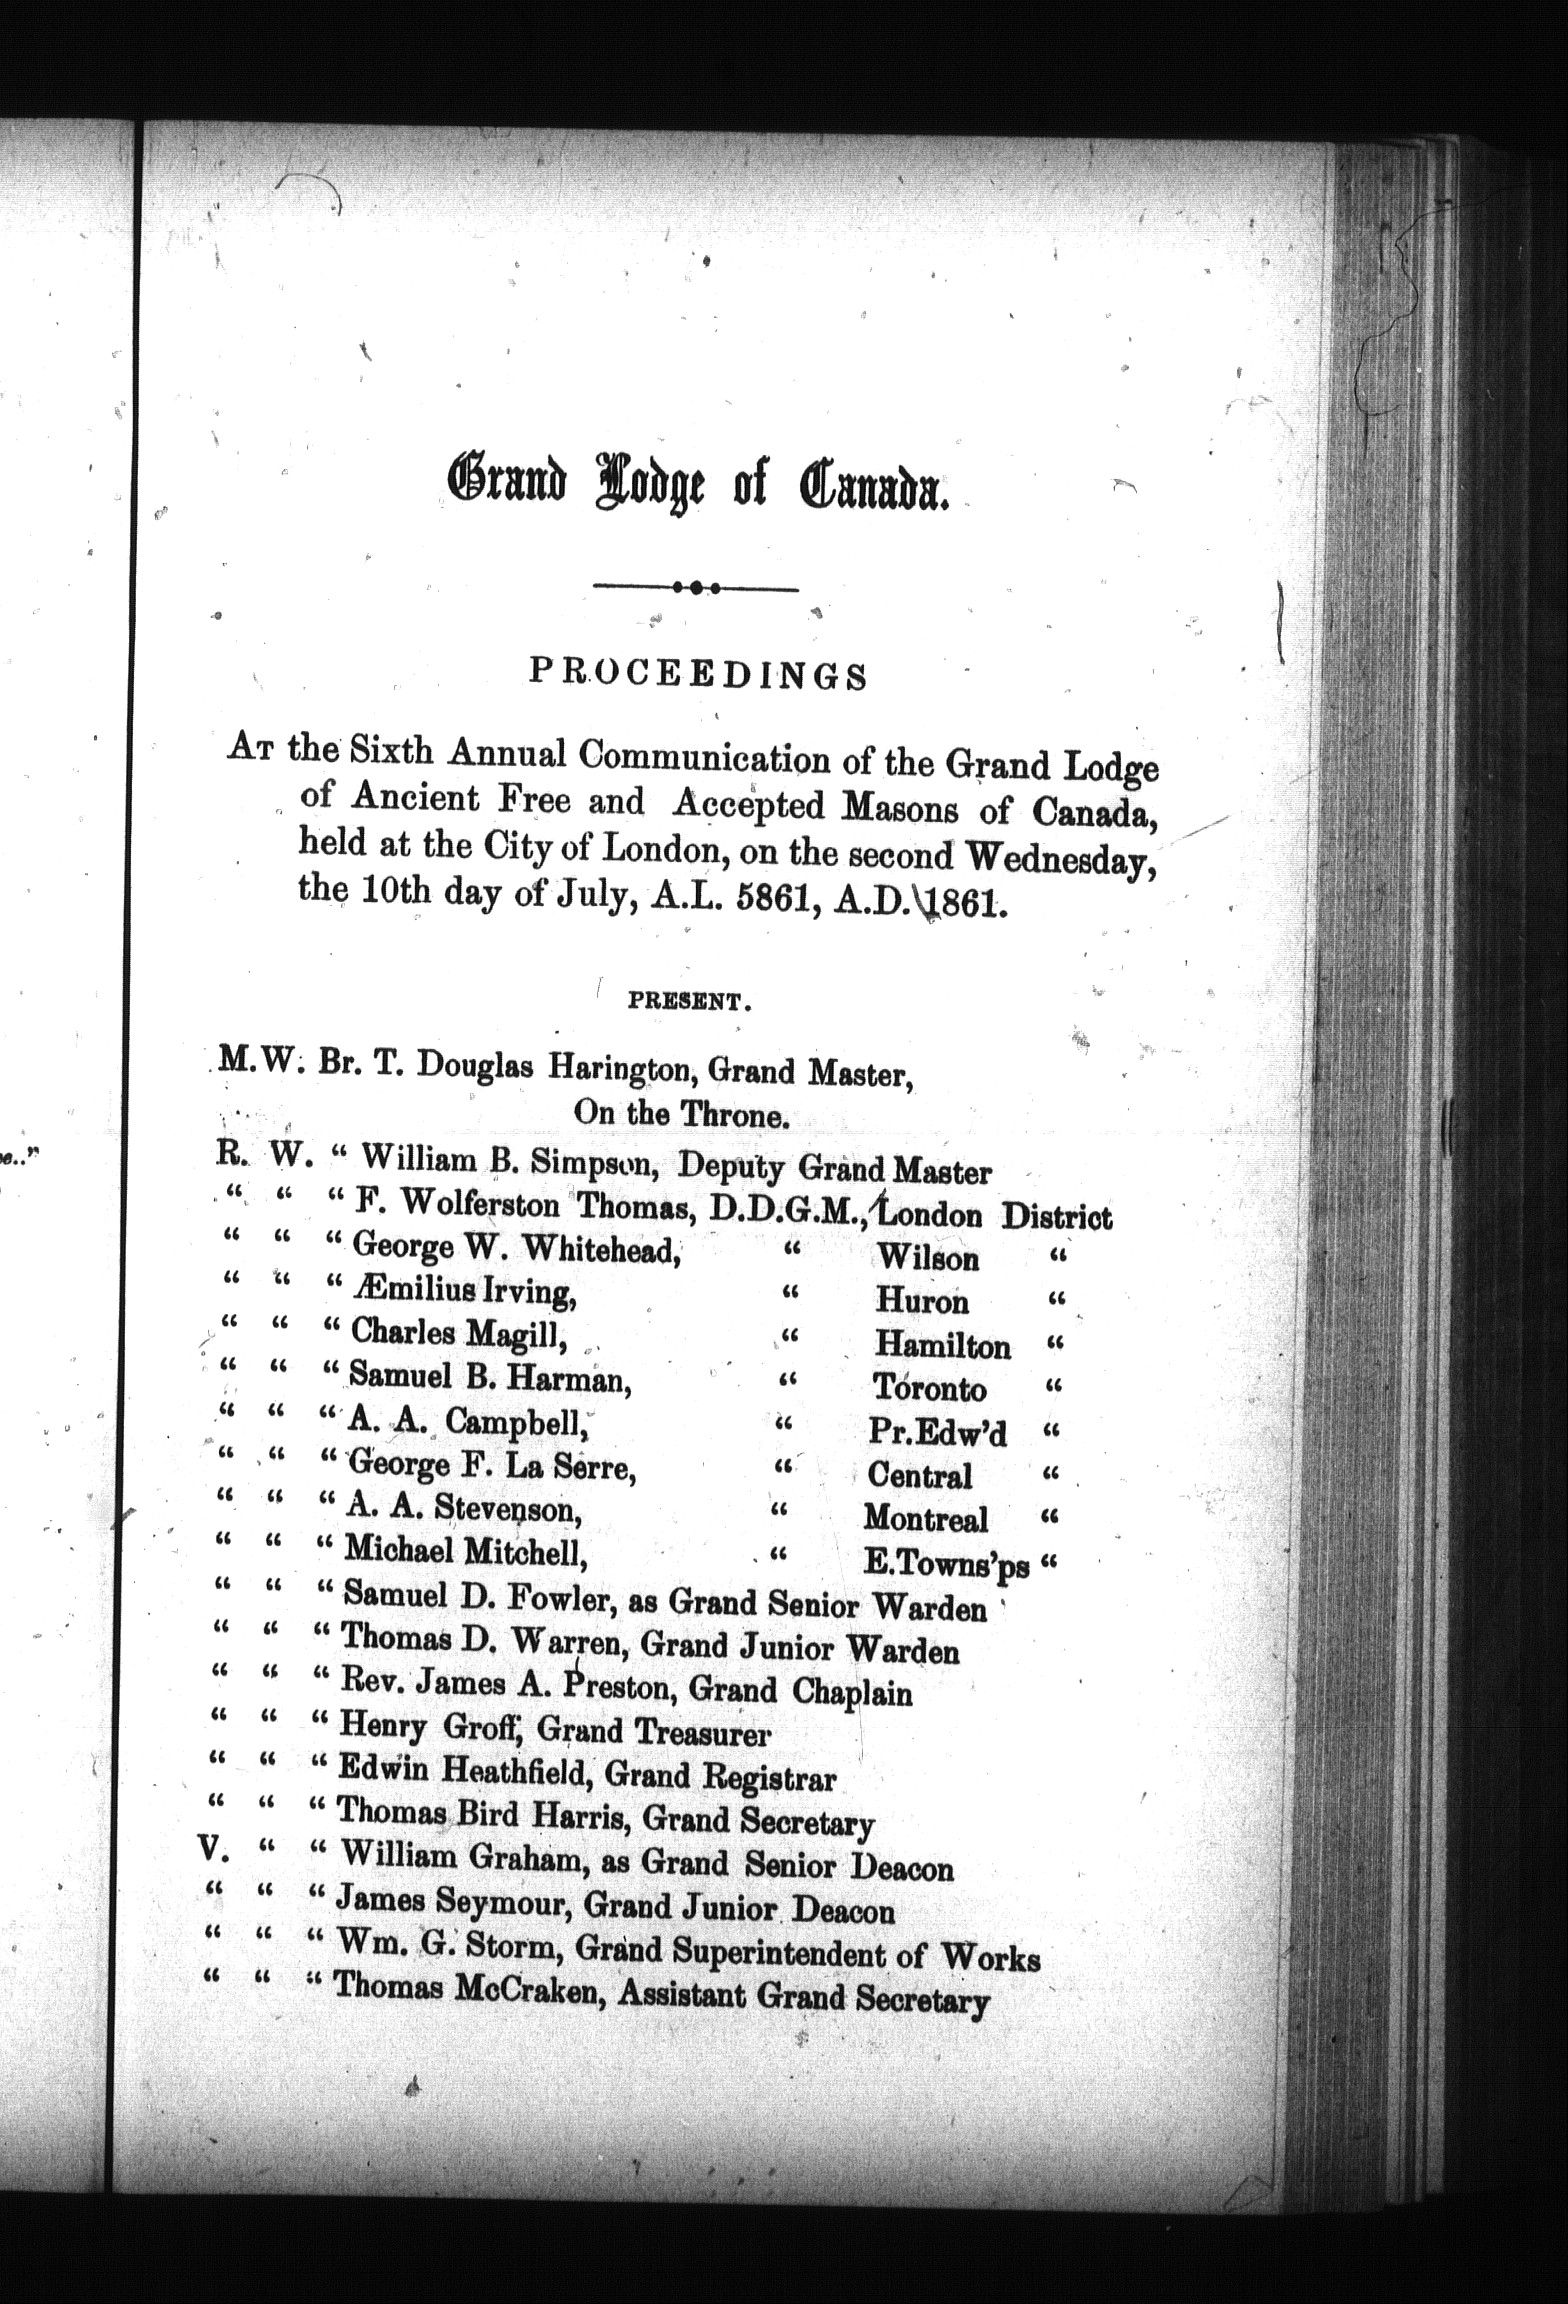 Grand Lodge of Canada.
PROCEEDINGS
AT the Sixth Annual Communication of the Grand Lodge
of Ancient Free and Accepted Masons of Canada,
held at the City of London, on the second Wednesday,
the 10th day of July, A.L. 5861, A.D. 1861.
PRESENT.
M.W. Br. T. Douglas Harington, Grand Master,
On the Throne.
R. W. “ William B. Simpson, Deputy Grand Master
“ “ “ F. Wolferston Thomas, D.D.G.M., London District
“ “ “ George W. Whitehead, “ Wilson “
“ “ “ Æmilius Irving, “ Huron “
“ “ “ Charles Magill, “ Hamilton “
“ “ “ Samuel B. Harman, “ Toronto “
“ “ “ A. A. Campbell, “ Pr.Edw’d “
“ “ “ George F. La Serre, “ Central “
“ “ “ A. A. Stevenson, “ Montreal “
“ “ “ Michael Mitchell, “ E.Towns’ps “
“ “ “ Samuel D. Fowler, as Grand Senior Warden
“ “ “ Thomas D. Warren, Grand Junior Warden
“ “ “ Rev. James A. Preston, Grand Chaplain
“ “ “ Henry Groff, Grand Treasurer
“ “ “ Edwin Heathfield, Grand Registrar
“ “ “ Thomas Bird Harris, Grand Secretary
V. “ “ William Graham, as Grand Senior Deacon
“ “ “ James Seymour, Grand Junior Deacon
“ “ “ Wm. G. Storm, Grand Superintendent of Works
“ “ “ Thomas McCraken, Assistant Grand Secretary